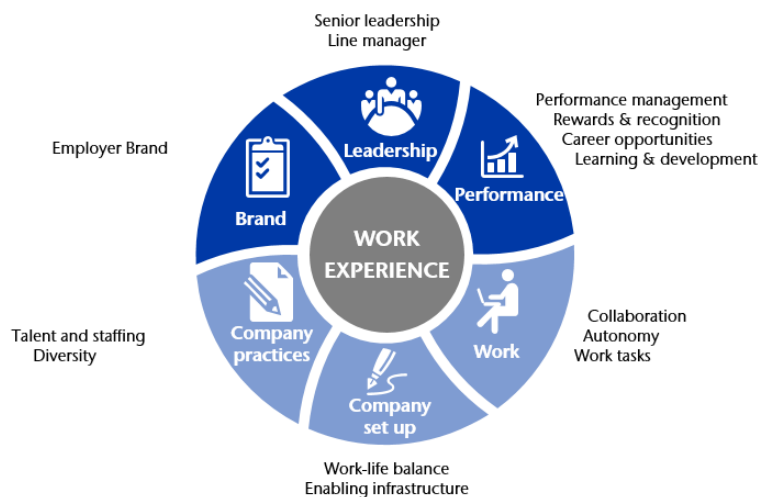 Senior leadership
Line manager
Leadership
Performance management
Rewards & recognition
Career opportunities
Learning & development
Performance
Employer Brand
Brand
WORK
EXPERIENCE
Collaboration
Autonomy
Work tasks
Work
Talent and staffing
Diversity
Company
practices
Company
set up
Work-life balance
Enabling infrastructure